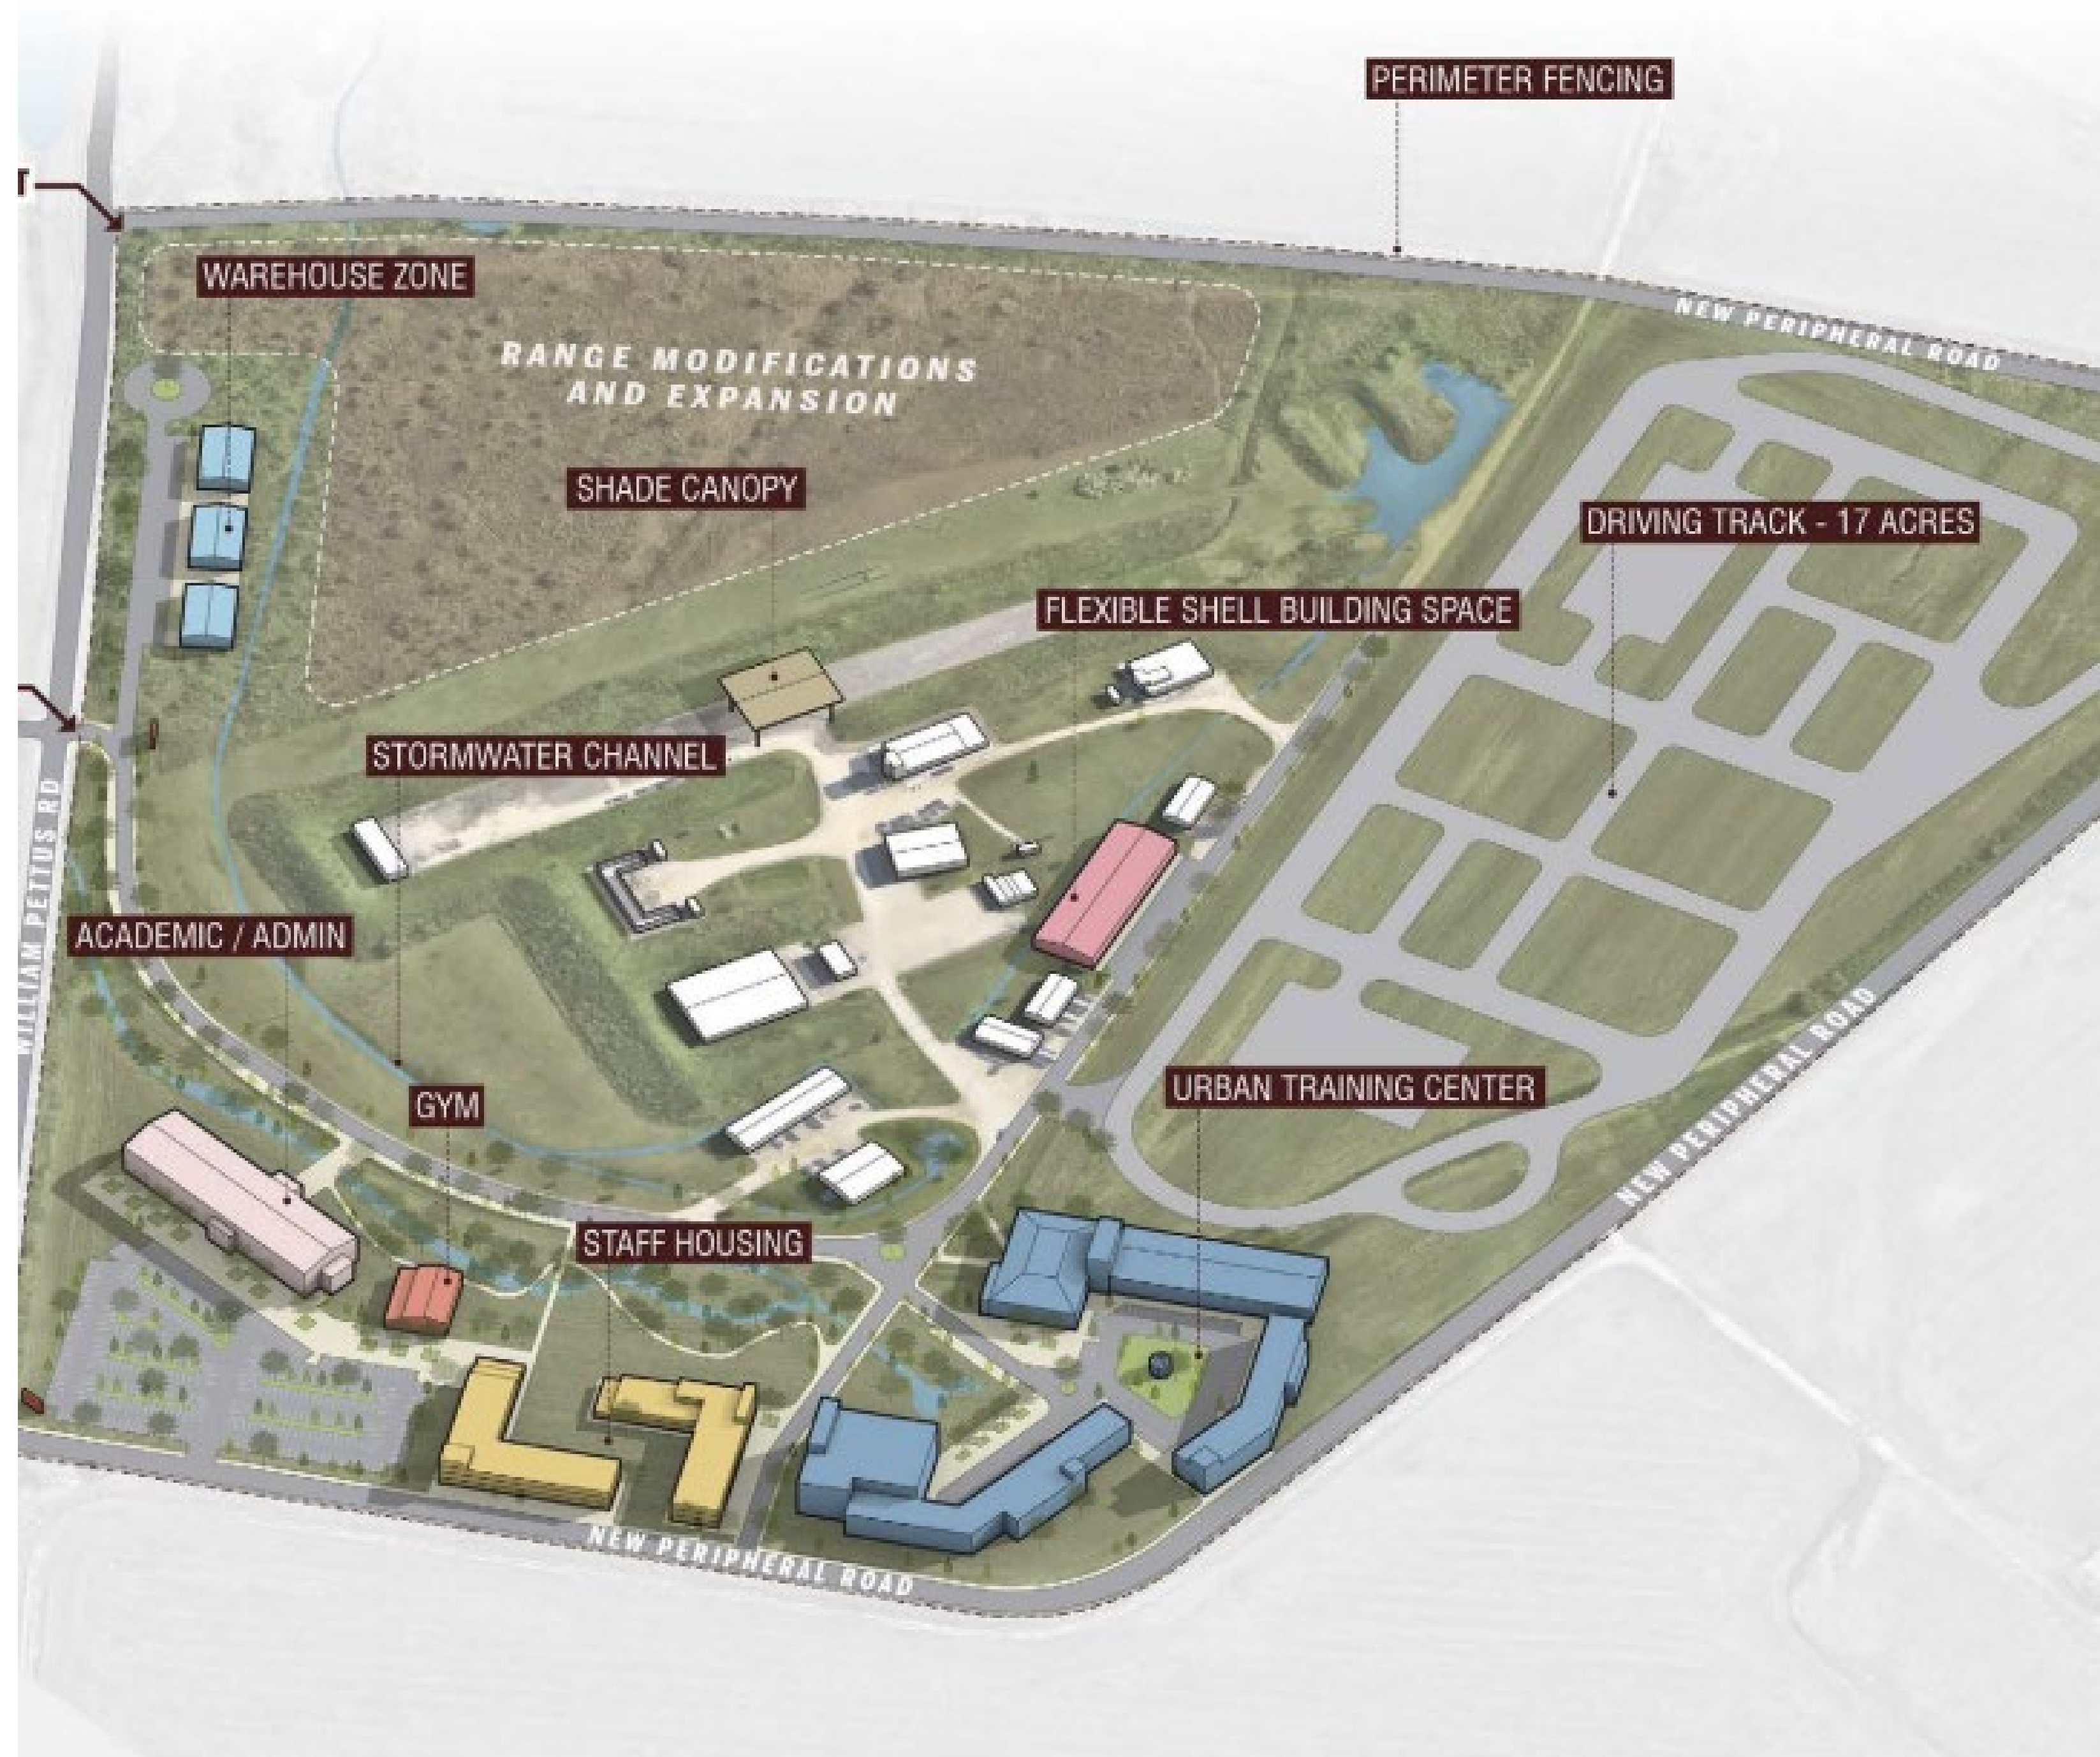 PERIMETER FENCING
T
WAREHOUSE ZONE
NEW PERIPHERAL ROAD
RANGE MODIFICATIONS
AND EXPANSION
SHADE CANOPY
DRIVING TRACK - 17 ACRES
FLEXIBLE SHELL BUILDING SPACE
STORMWATER CHANNEL
WILLIAM PETTUS RD
ACADEMIC / ADMIN
GYM
URBAN TRAINING CENTER
NEW PERIPHERAL ROAD
STAFF HOUSING
NEW PERIPHERAL ROAD